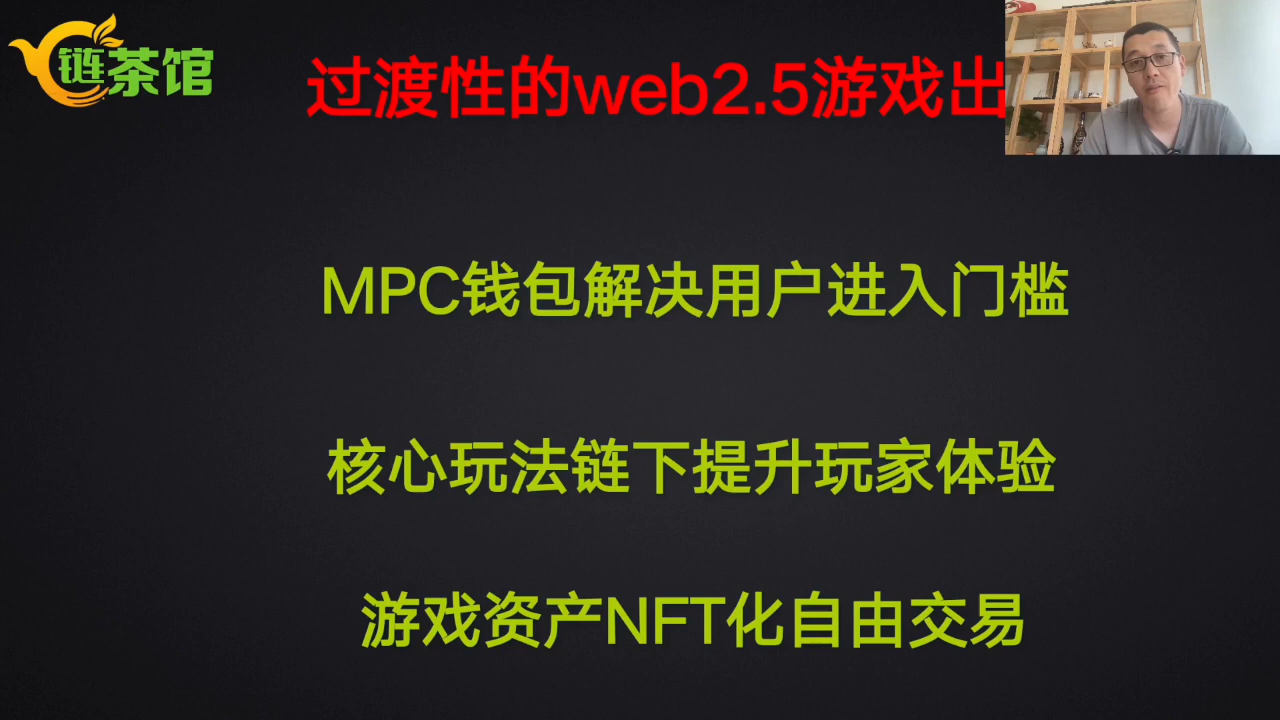 链茶馆
过渡性的web2.5游戏出
MPC钱包解决用户进入门槛
核心玩法链下提升玩家体验
游戏资产NFT化自由交易